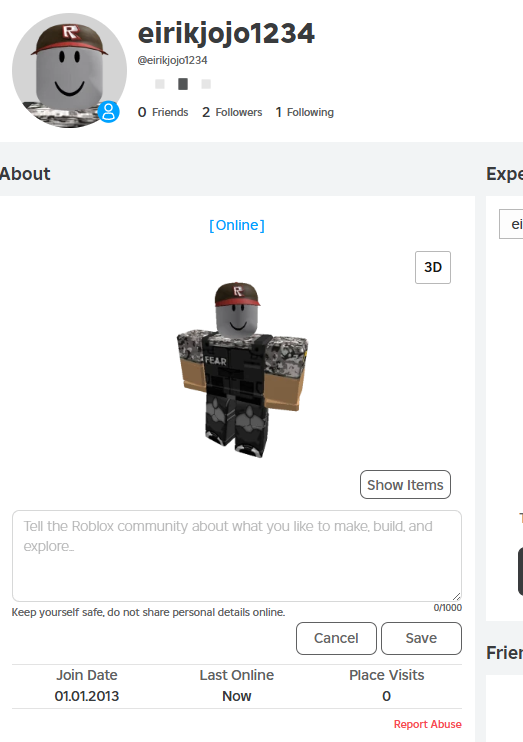 eirikjojo1234
@eirikjojo1234
0 Friends 2 Followers 1 Following
About
Expe
[Online]
ei
3D
R
FEAR
Show Items
Tell the Roblox community about what you like to make, build, and
explore...
Keep yourself safe, do not share personal details online.
0/1000
Cancel
Save
Frien
Join Date
Last Online
Place Visits
01.01.2013
Now
0
Report Abuse